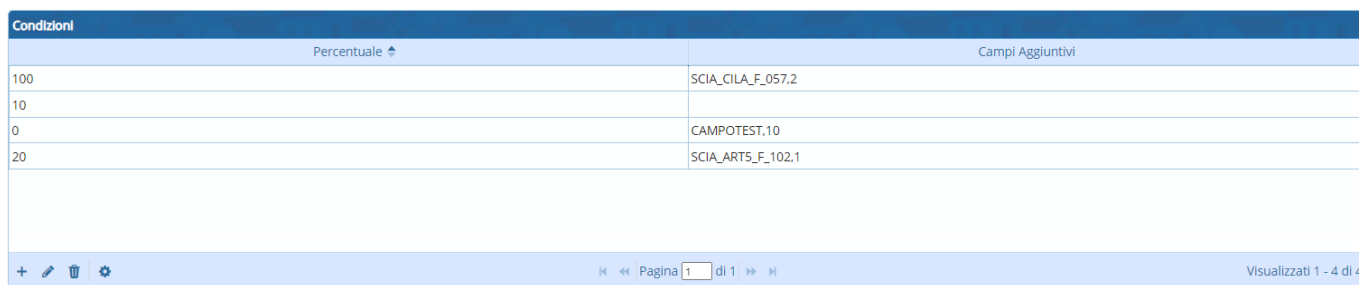 Condizioni
Percentuale Campi Aggiuntivi
100 SCIA_CILA_F_057,2
10
0 CAMPOTEST,10
20 SCIA_ART5_F_102,1
Pagina 1 di 1 Visualizzati 1 - 4 di 4